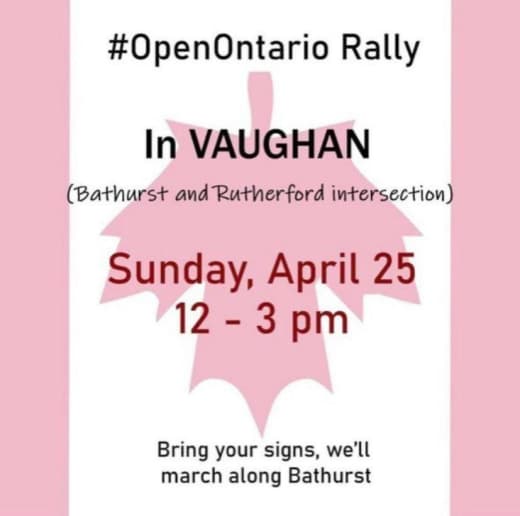 #OpenOntario Rally
In VAUGHAN
(Bathurst and Rutherford intersection)
Sunday, April 25
12 - 3 pm
Bring your signs, we'll
march along Bathurst